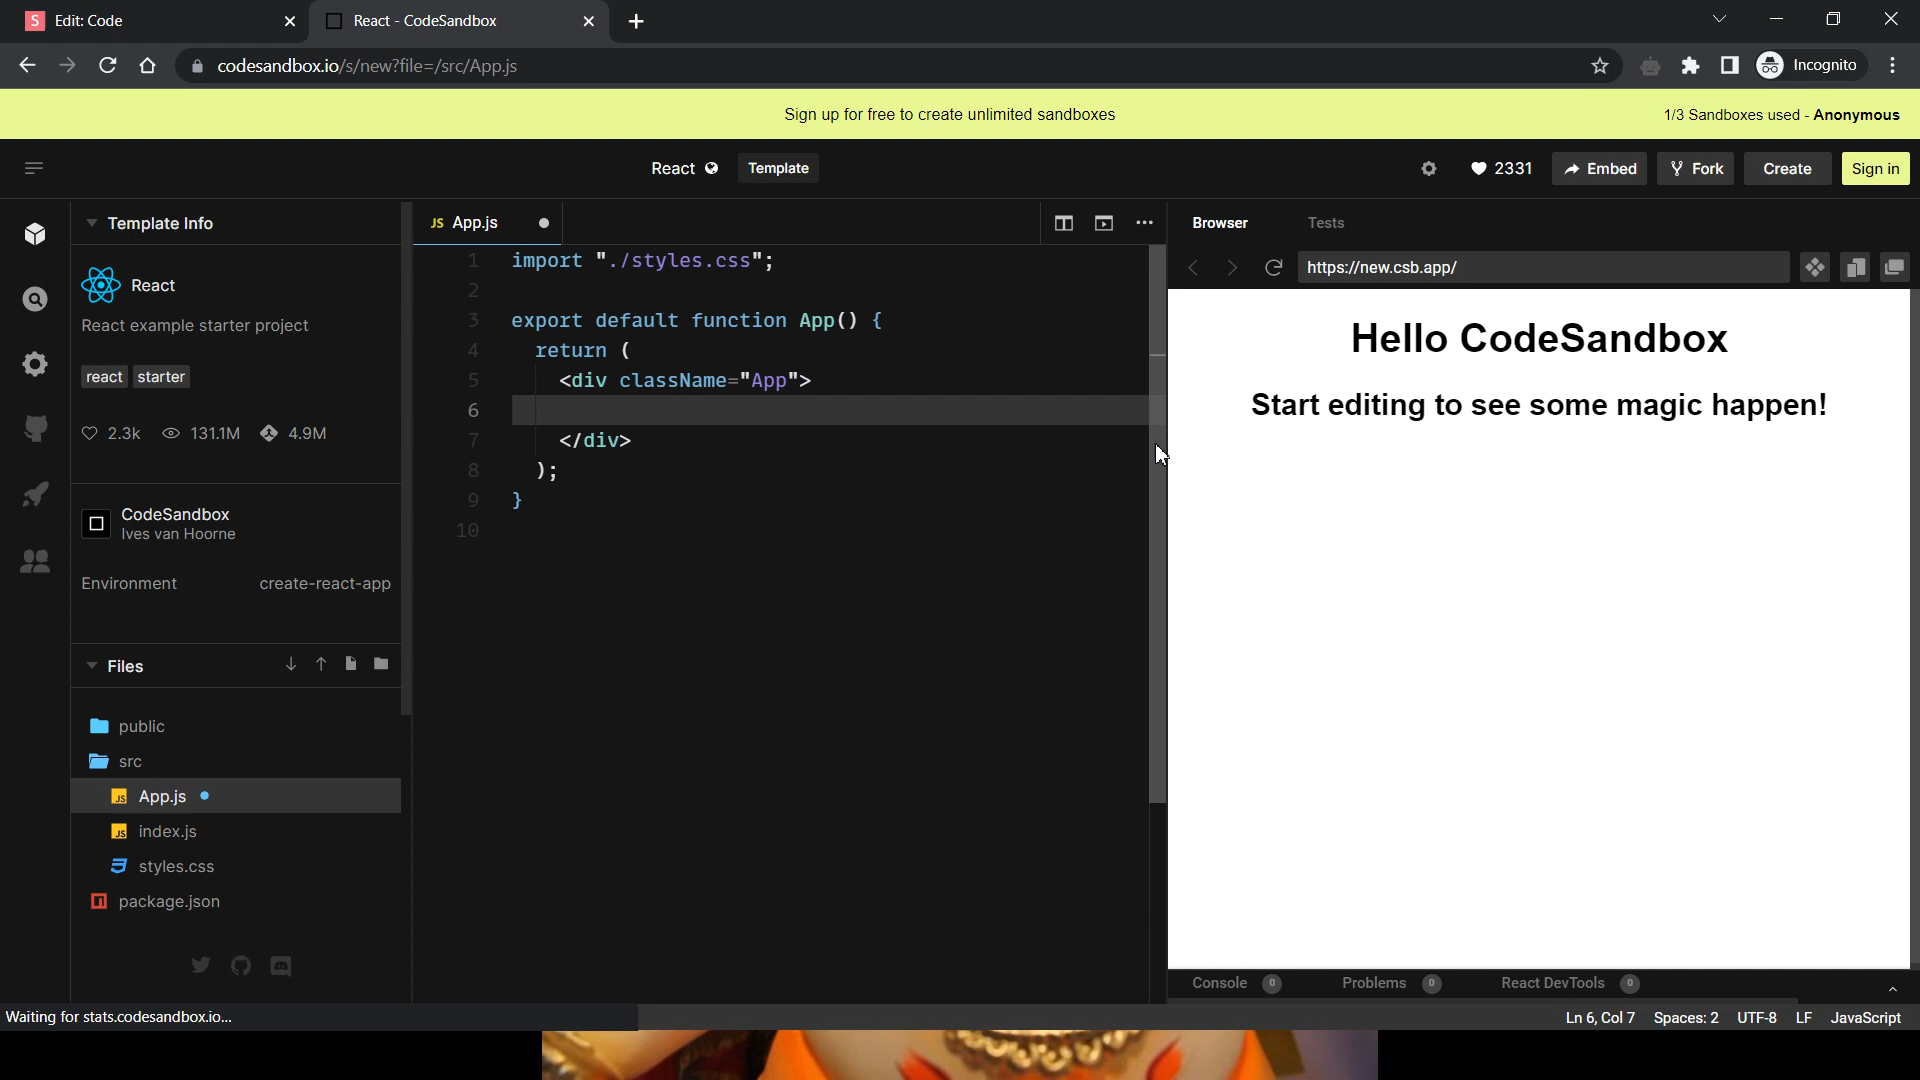 Edit: Code
React - CodeSandbox
codesandbox.io/s/new?file=/src/App.js
Incognito
Sign up for free to create unlimited sandboxes
1/3 Sandboxes used - Anonymous
React
Template
2331
Embed
Fork
Create
Sign in
Template Info
React
React example starter project
react starter
2.3k 131.1M 4.9M
CodeSandbox
Ives van Hoorne
Environment create-react-app
Files
public
src
JS App.js
JS index.js
styles.css
package.json
JS App.js
1 import "./styles.css";
2
3 export default function App() {
4 return (
5 <div className="App">
6
7 </div>
8 );
9 }
10
Browser Tests
https://new.csb.app/
Hello CodeSandbox
Start editing to see some magic happen!
Console 0 Problems 0 React DevTools 0
Waiting for stats.codesandbox.io...
Ln 6, Col 7 Spaces: 2 UTF-8 LF JavaScript